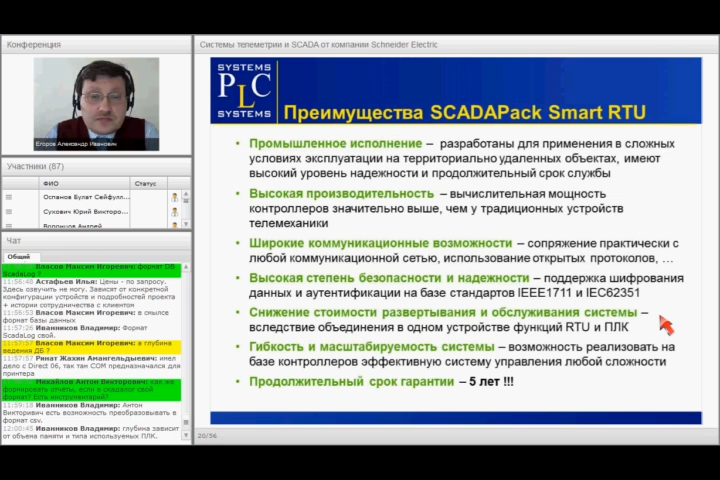 Конференция
Егоров Александр Иванович
Участники (87)
ФИО
Статус
Оспанов Булат Сейфулл...
Сухович Юрий Викторо...
Воронцов Андрей
Чат
Общий
Власов Максим Игоревич: формат DB
ScadaLog ?
11:56:48 Астафьев Илья: Цены - по запросу.
Здесь озвучить не могу. Зависят от конкретной
конфигурации устройств и подробностей проекта
+ истории сотрудничества с клиентом
11:56:53 Власов Максим Игоревич: в смысле
формат базы данных
11:57:26 Иванников Владимир: Формат
ScadaLog свой.
11:57:57 Власов Максим Игоревич: а глубина
ведения ДБ ?
11:57:57 Ринат Жахин Амангельдыевич: имел
дело с Direct 06, так там COM предназначался для
принтера
Михайлов Антон Викторович: как же
формировать отчеты, если в скадалог свой
формат? Есть инструментарий?
11:59:18 Иванников Владимир: Антон
Викторивич есть возможность преобразовывать в
формат csv.
12:00:45 Иванников Владимир: глубина зависит
от объема памяти и типа используемых ПЛК.
Системы телеметрии и SCADA от компании Schneider Electric
SYSTEMS
PLC
SYSTEMS
Преимущества SCADAPack Smart RTU
• Промышленное исполнение – разработаны для применения в сложных
условиях эксплуатации на территориально удаленных объектах, имеют
высокий уровень надежности и продолжительный срок службы
• Высокая производительность – вычислительная мощность
контроллеров значительно выше, чем у традиционных устройств
телемеханики
• Широкие коммуникационные возможности – сопряжение практически с
любой коммуникационной сетью, использование открытых протоколов, …
• Высокая степень безопасности и надежности – поддержка шифрования
данных и аутентификации на базе стандартов IEEE1711 и IEC62351
• Снижение стоимости развертывания и обслуживания системы –
вследствие объединения в одном устройстве функций RTU и ПЛК
• Гибкость и масштабируемость системы – возможность реализовать на
базе контроллеров эффективную систему управления любой сложности
• Продолжительный срок гарантии – 5 лет !!!
20/56